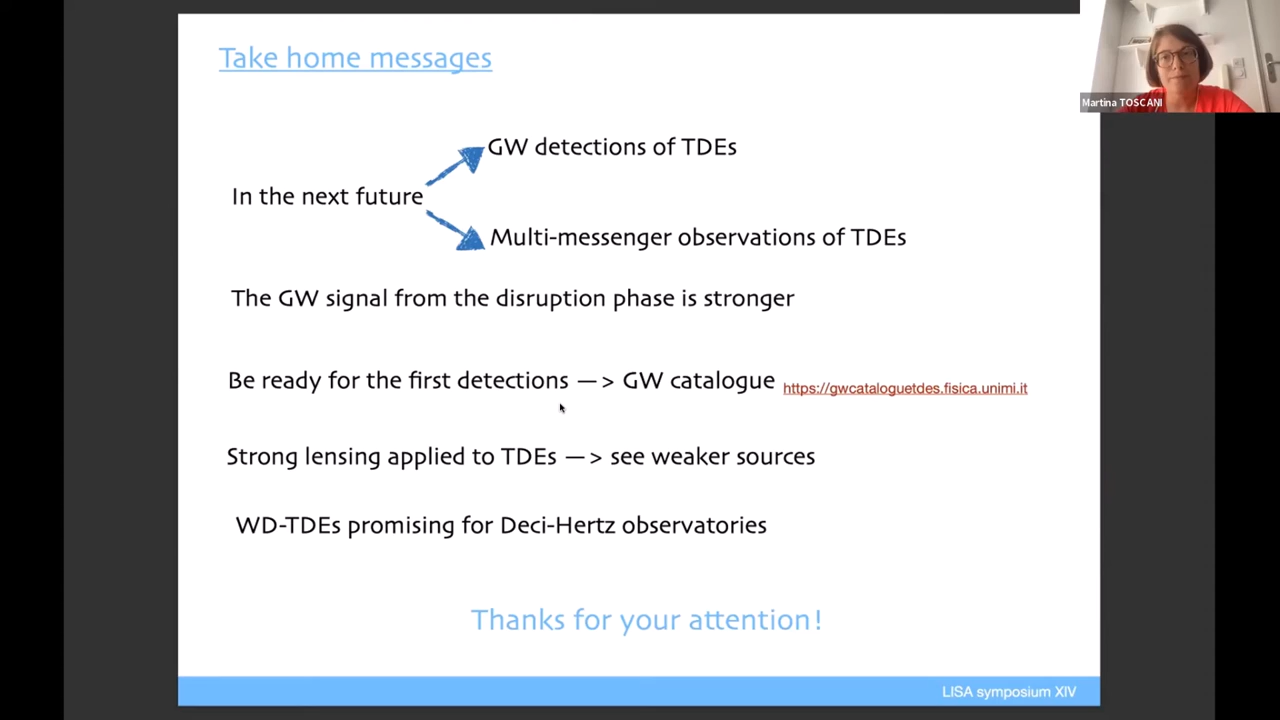 Take home messages
Martina TOSCANI
GW detections of TDEs
In the next future
Multi-messenger observations of TDEs
The GW signal from the disruption phase is stronger
Be ready for the first detections —> GW catalogue https://gwcataloguetdes.fisica.unimi.it
Strong lensing applied to TDEs —> see weaker sources
WD-TDEs promising for Deci-Hertz observatories
Thanks for your attention!
LISA symposium XIV